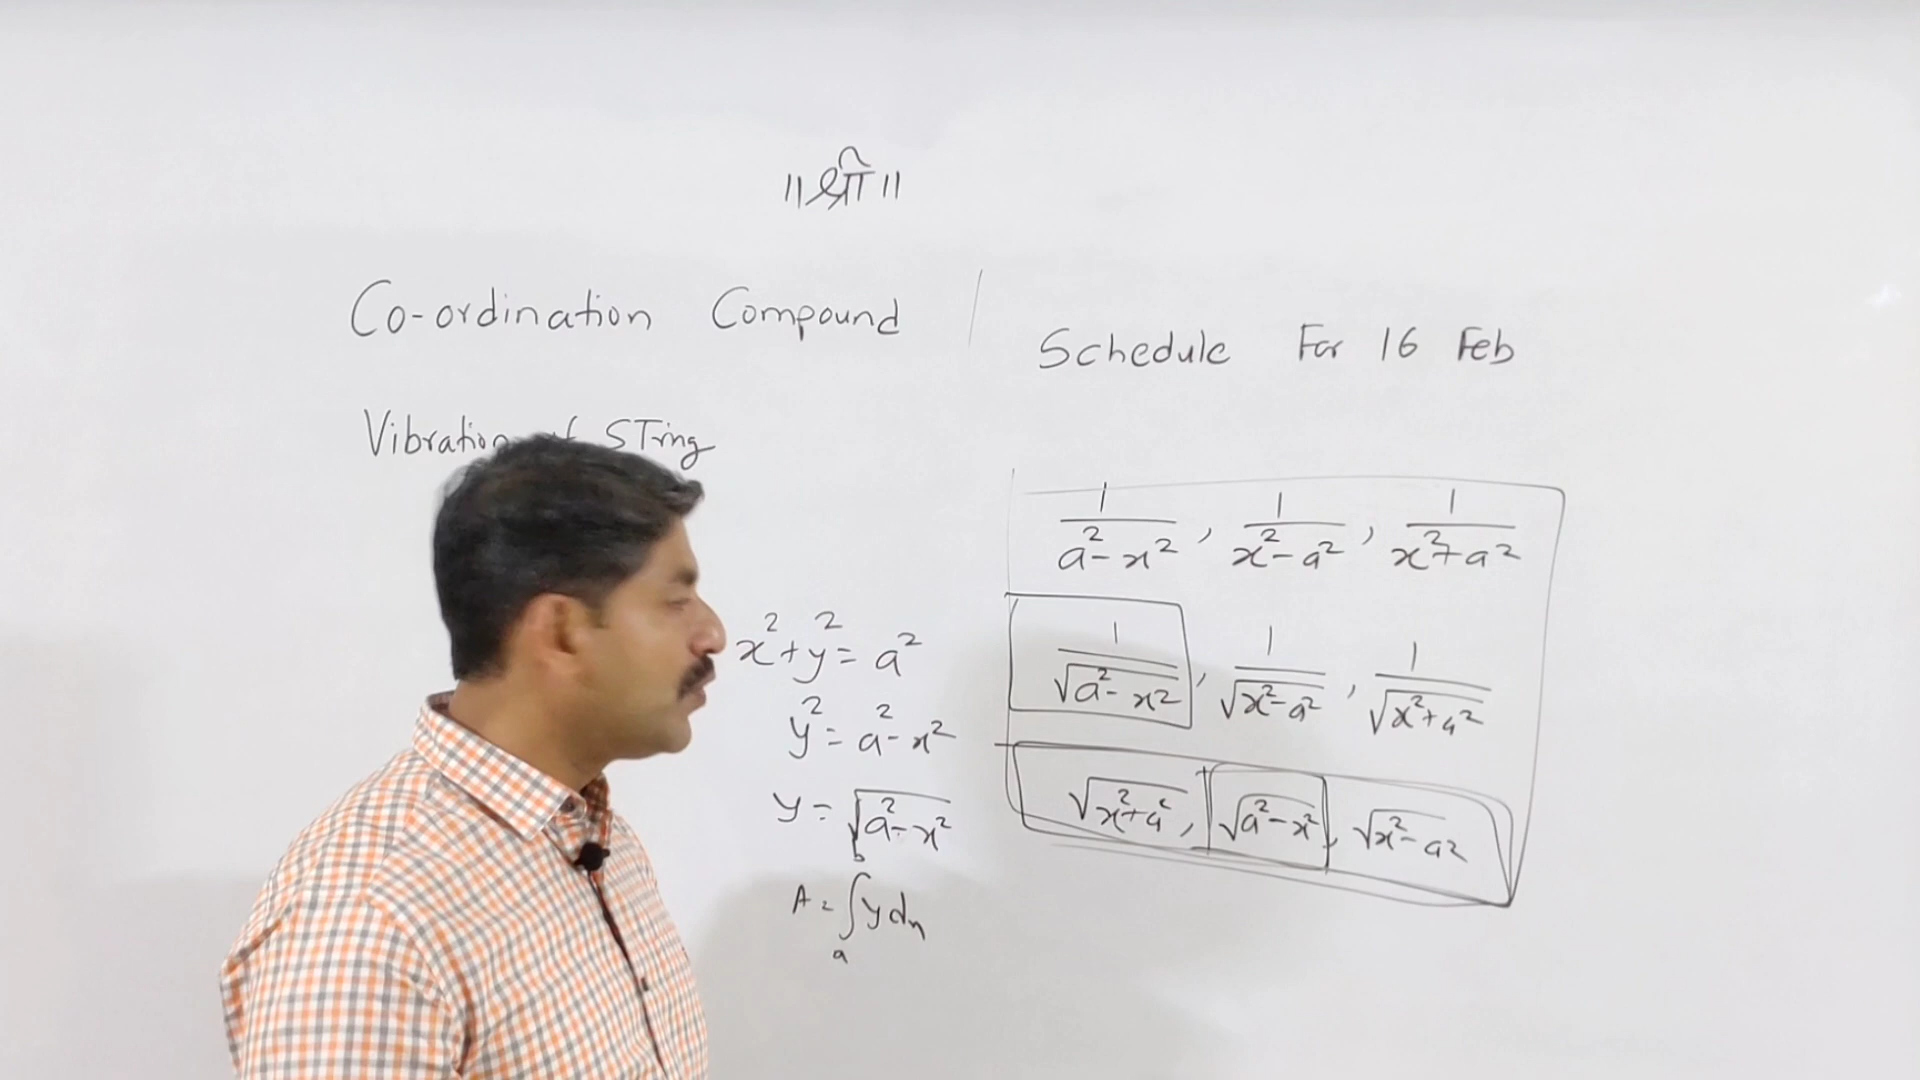 ॥ श्री ॥
Co-ordination Compound
Vibration of STring
x² + y² = a²
y² = a² - x²
y = √(a² - x²)
A = ∫ₐᵇ y dx
Schedule For 16 Feb
1/(a² - x²), 1/(x² - a²), 1/(x² + a²)
1/√(a² - x²), 1/√(x² - a²), 1/√(x² + a²)
√(x² + a²), √(a² - x²), √(x² - a²)